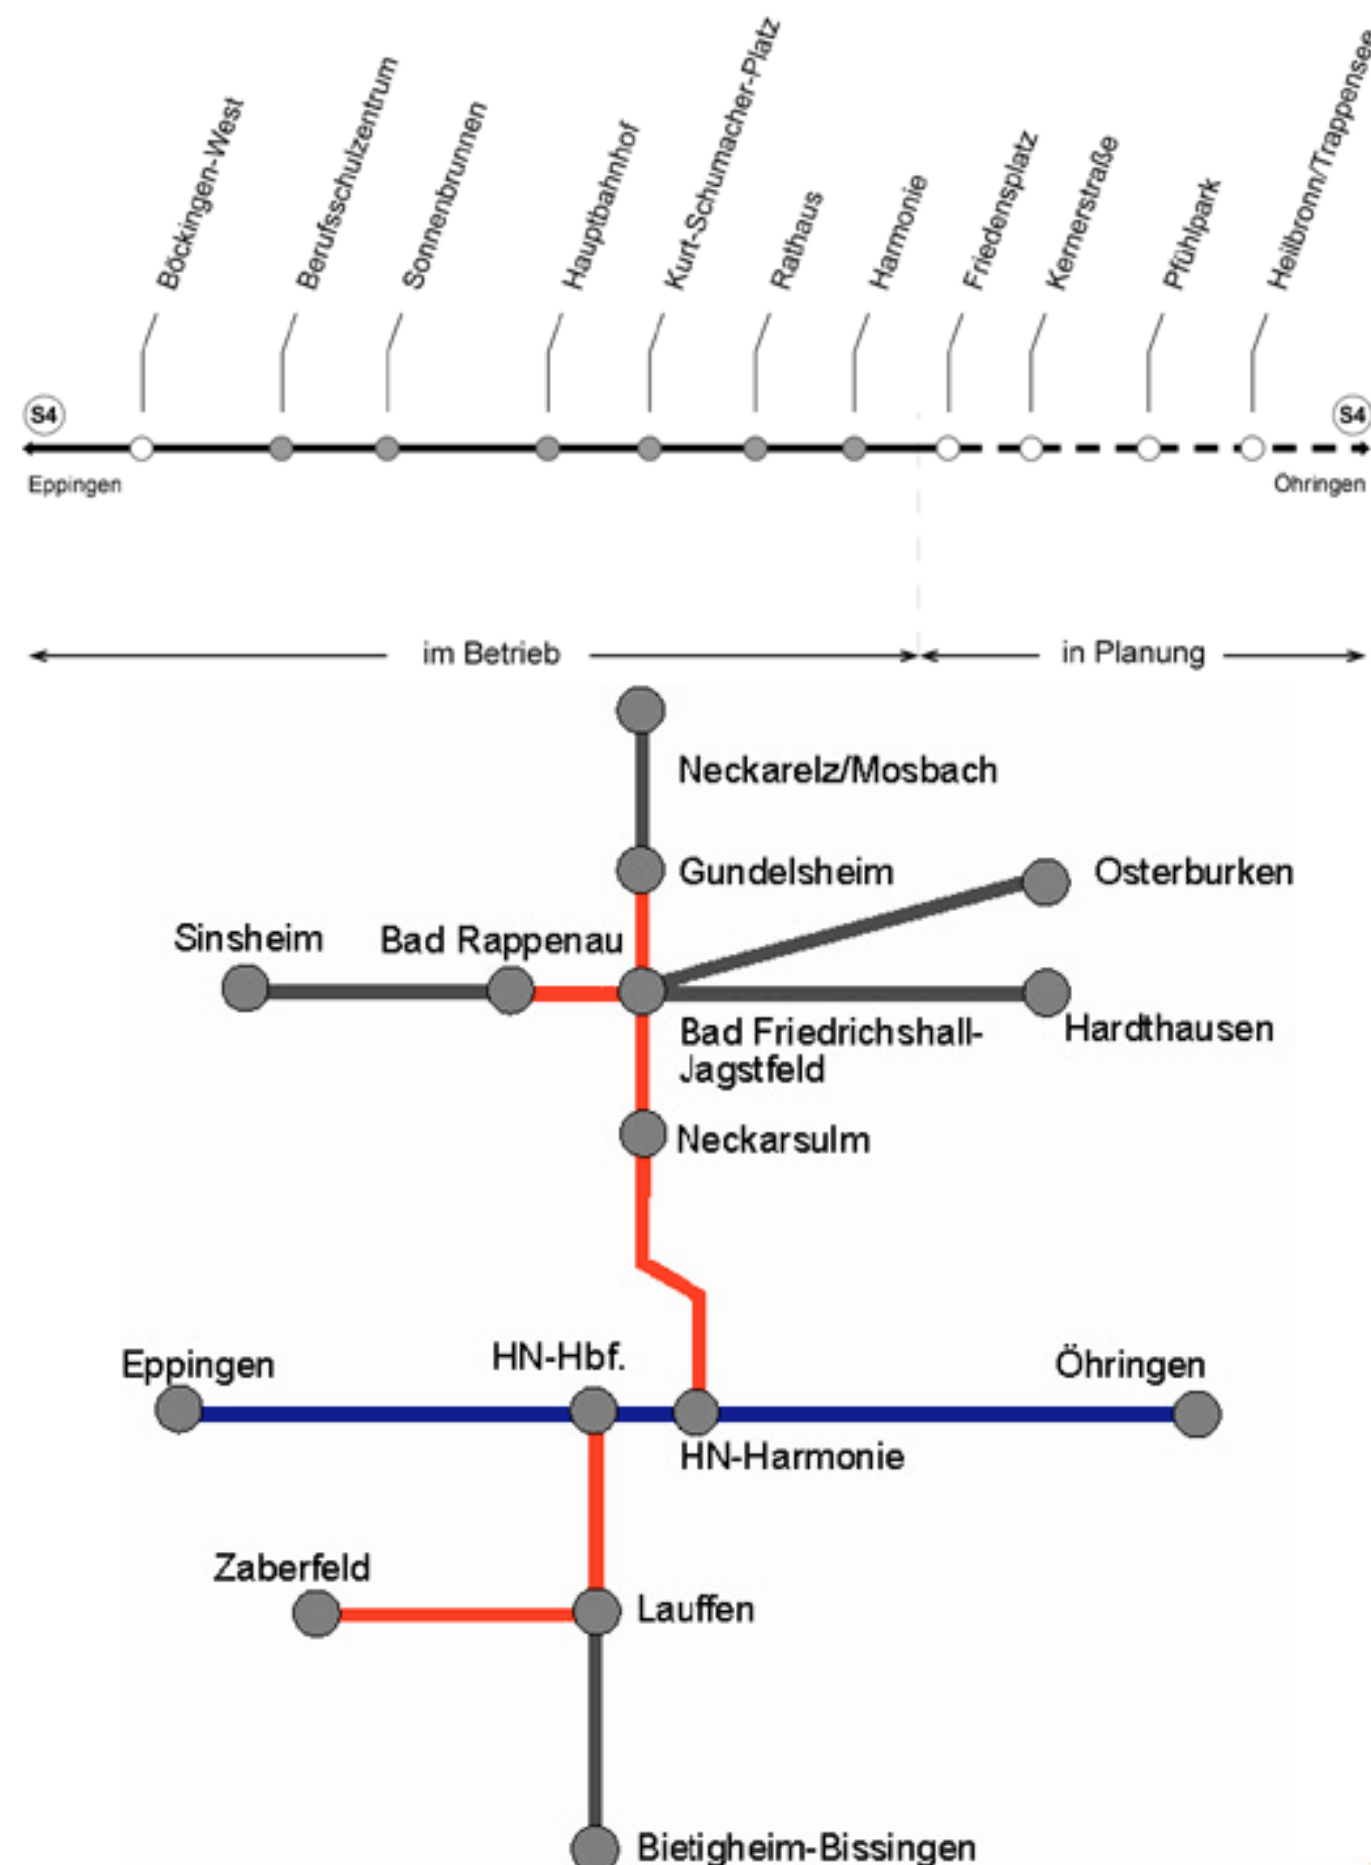 Böckingen-West
Berufsschulzentrum
Sonnenbrunnen
Hauptbahnhof
Kurt-Schumacher-Platz
Rathaus
Harmonie
Friedensplatz
Kernerstraße
Pfühlpark
Heilbronn/Trappensee
S4
S4
Eppingen
Öhringen
im Betrieb
in Planung
Neckarelz/Mosbach
Gundelsheim
Osterburken
Sinsheim
Bad Rappenau
Bad Friedrichshall-
Jagstfeld
Hardthausen
Neckarsulm
Eppingen
HN-Hbf.
Öhringen
HN-Harmonie
Zaberfeld
Lauffen
Bietigheim-Bissingen